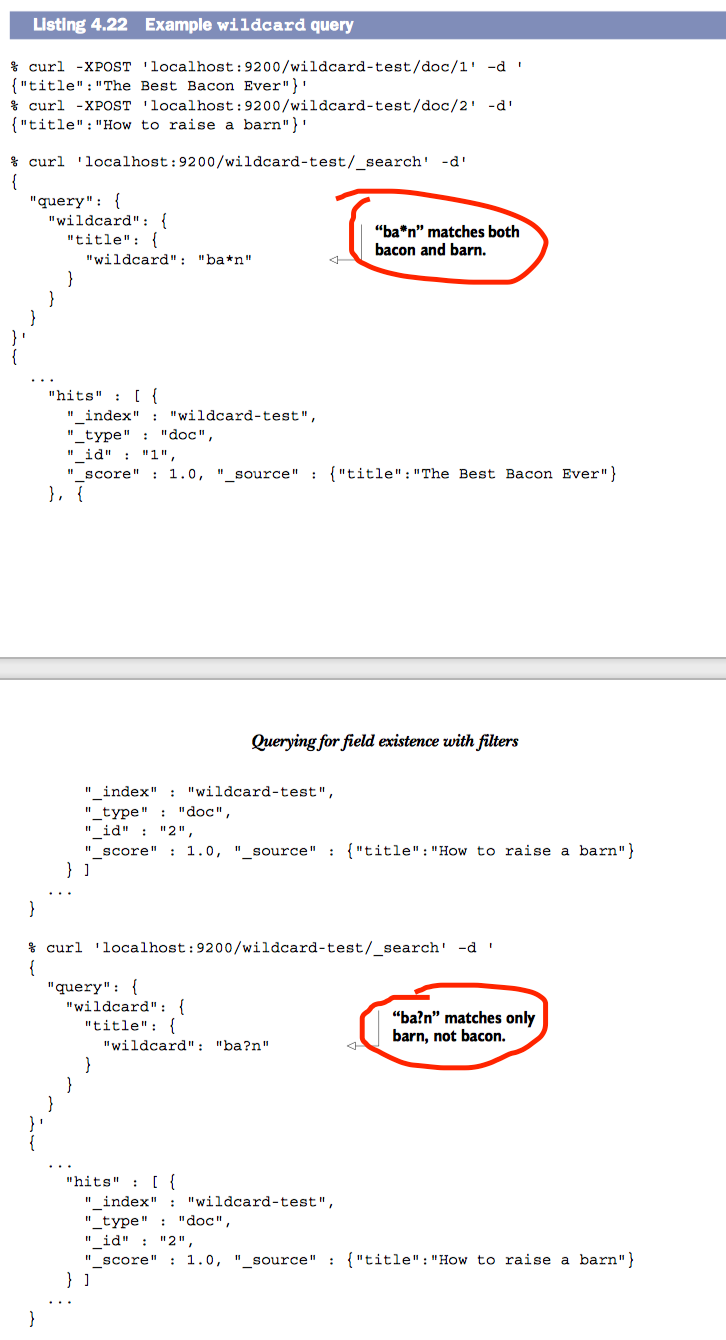 Listing 4.22 Example wildcard query
% curl -XPOST 'localhost:9200/wildcard-test/doc/1' -d '
{"title":"The Best Bacon Ever"}'
% curl -XPOST 'localhost:9200/wildcard-test/doc/2' -d'
{"title":"How to raise a barn"}'
% curl 'localhost:9200/wildcard-test/_search' -d'
{
  "query": {
    "wildcard": {
      "title": {
        "wildcard": "ba*n"
“ba*n” matches both
bacon and barn.
      }
    }
  }
}'
{
  ...
    "hits" : [ {
      "_index" : "wildcard-test",
      "_type" : "doc",
      "_id" : "1",
      "_score" : 1.0, "_source" : {"title":"The Best Bacon Ever"}
    }, {
Querying for field existence with filters
      "_index" : "wildcard-test",
      "_type" : "doc",
      "_id" : "2",
      "_score" : 1.0, "_source" : {"title":"How to raise a barn"}
    } ]
  ...
}
% curl 'localhost:9200/wildcard-test/_search' -d '
{
  "query": {
    "wildcard": {
      "title": {
        "wildcard": "ba?n"
“ba?n” matches only
barn, not bacon.
      }
    }
  }
}'
{
  ...
    "hits" : [ {
      "_index" : "wildcard-test",
      "_type" : "doc",
      "_id" : "2",
      "_score" : 1.0, "_source" : {"title":"How to raise a barn"}
    } ]
  ...
}